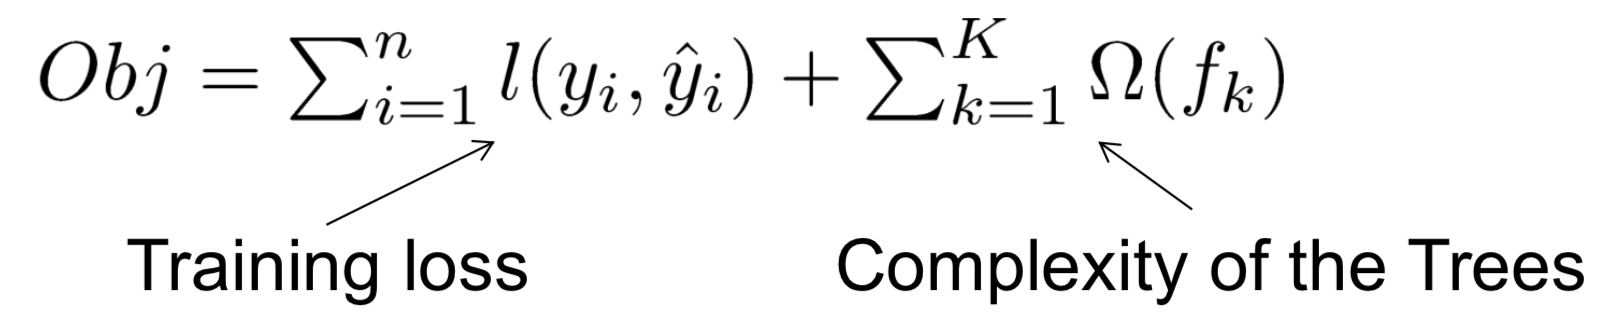 Obj = ∑_{i=1}^{n} l(y_i, ŷ_i) + ∑_{k=1}^{K} Ω(f_k)
Training loss
Complexity of the Trees